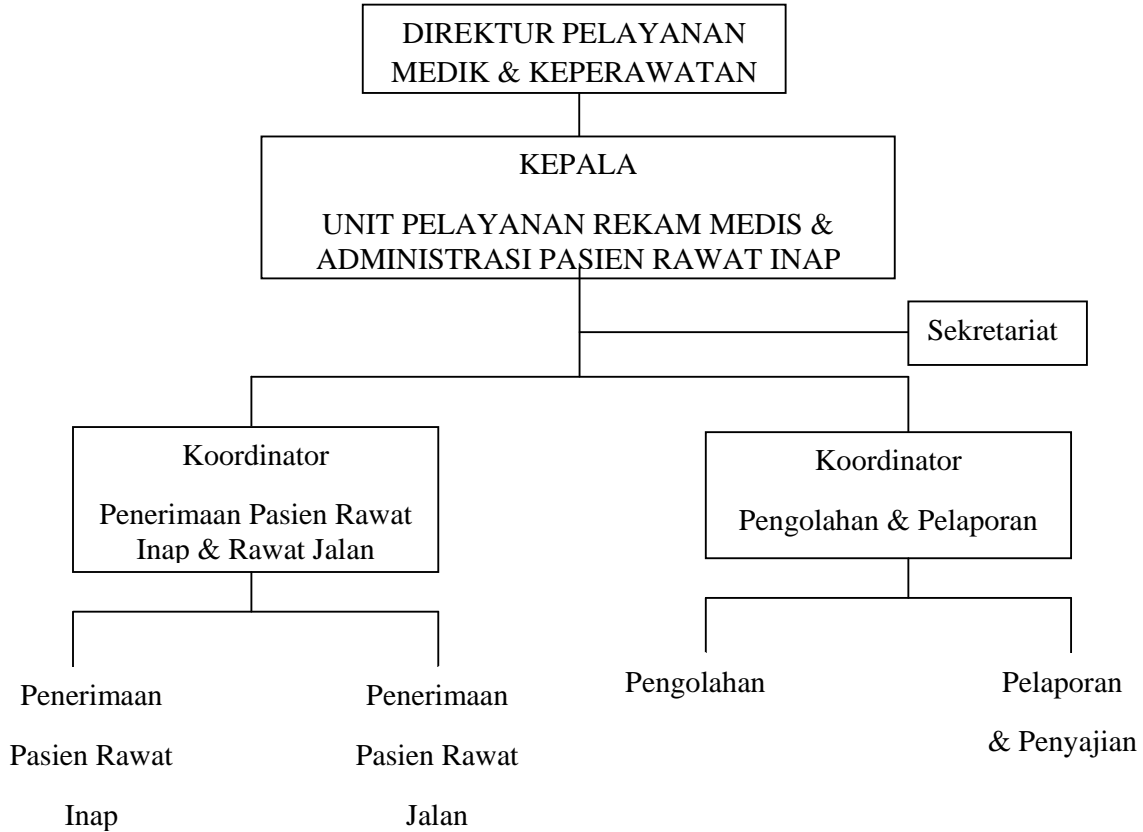 DIREKTUR PELAYANAN
MEDIK & KEPERAWATAN
KEPALA
UNIT PELAYANAN REKAM MEDIS &
ADMINISTRASI PASIEN RAWAT INAP
Sekretariat
Koordinator
Penerimaan Pasien Rawat
Inap & Rawat Jalan
Koordinator
Pengolahan & Pelaporan
Penerimaan
Pasien Rawat
Inap
Penerimaan
Pasien Rawat
Jalan
Pengolahan
Pelaporan
& Penyajian